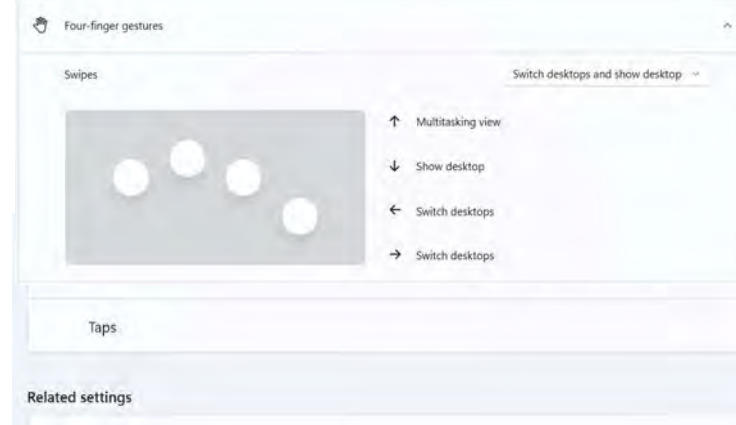 Four-finger gestures
Swipes
Switch desktops and show desktop
↑ Multitasking view
↓ Show desktop
← Switch desktops
→ Switch desktops
Taps
Related settings